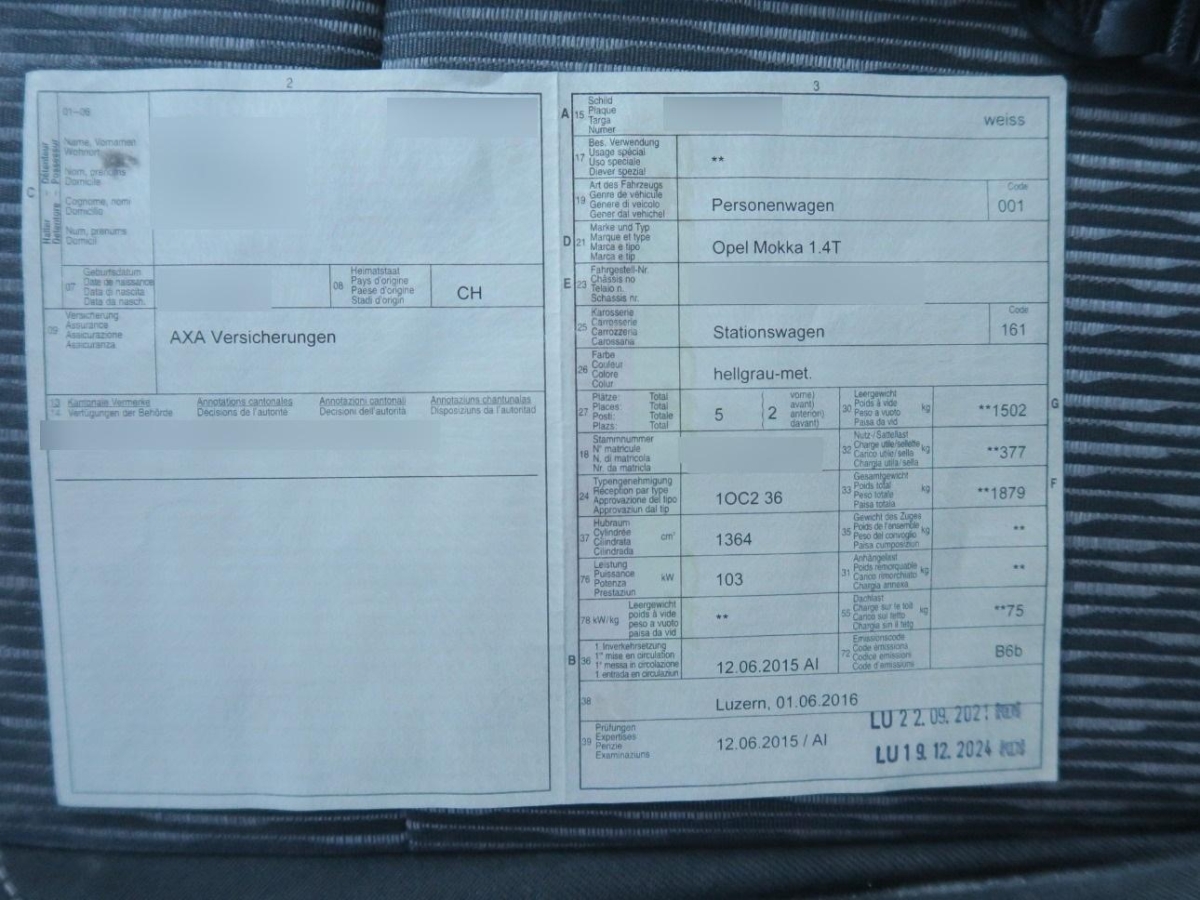 2
01-06
Name, Vornamen
Wohnort
Nom, prénoms
Domicile
Cognome, nomi
Domicilio
Num, prenums
Domicil
C
Halter Détenteur
Detentore Possessur
07
Geburtsdatum
Date de naissance
Data di nascita
Data da nasch.
08
Heimatstaat
Pays d'origine
Paese d'origine
Stadi d'origin
CH
09
Versicherung
Assurance
Assicurazione
Assicuranza
AXA Versicherungen
13 Kantonale Vermerke Annotations cantonales Annotazioni cantonali Annotaziuns chantunalas
14 Verfügungen der Behörde Décisions de l'autorité Decisioni dell'autorità Disposiziuns da l'autoritad
3
A 15
Schild
Plaque
Targa
Numer
weiss
17
Bes. Verwendung
Usage spécial
Uso speciale
Diever spezial
**
19
Art des Fahrzeugs
Genre de véhicule
Genere di veicolo
Gener dal vehichel
Personenwagen
Code
001
D 21
Marke und Typ
Marque et type
Marca e tipo
Marca e tip
Opel Mokka 1.4T
E 23
Fahrgestell-Nr.
Châssis no
Telaio n.
Schassis nr.
25
Karosserie
Carrosserie
Carrozzeria
Carossaria
Stationswagen
Code
161
26
Farbe
Couleur
Colore
Colur
hellgrau-met.
27
Plätze: Total
Places: Total
Posti: Totale
Plazs: Total
5
2
vorne)
avant)
anteriori)
davant)
30
Leergewicht
Poids à vide
Peso a vuoto
Paisa da vid
kg
**1502
G
18
Stammnummer
N° matricule
N. di matricola
Nr. da matricla
32
Nutz-/Sattellast
Charge utile/sellette
Carico utile/sella
Chargia utila/sella
kg
**377
24
Typengenehmigung
Réception par type
Approvazione del tipo
Approvaziun dal tip
1OC2 36
33
Gesamtgewicht
Poids total
Peso totale
Paisa totala
kg
**1879
F
37
Hubraum
Cylindrée
Cilindrata
Cilindrada
cm³
1364
35
Gewicht des Zuges
Poids de l'ensemble
Peso del convoglio
Paisa cumposiziun
kg
**
76
Leistung
Puissance
Potenza
Prestaziun
kW
103
31
Anhängelast
Poids remorquable
Carico rimorchiato
Chargia annexa
kg
**
78 kW/kg
Leergewicht
poids à vide
peso a vuoto
paisa da vid
**
55
Dachlast
Charge sur le toit
Carico sul tetto
Chargia sin il tetg
kg
**75
B 36
1. Inverkehrsetzung
1re mise en circulation
1a messa in circolazione
1 entrada en circulaziun
12.06.2015 AI
72
Emissionscode
Code émissions
Codice emissioni
Code d'emissiuns
B6b
38
Luzern, 01.06.2016
39
Prüfungen
Expertises
Perizie
Examinaziuns
12.06.2015 / AI
LU 22.09.2021
LU 19.12.2024